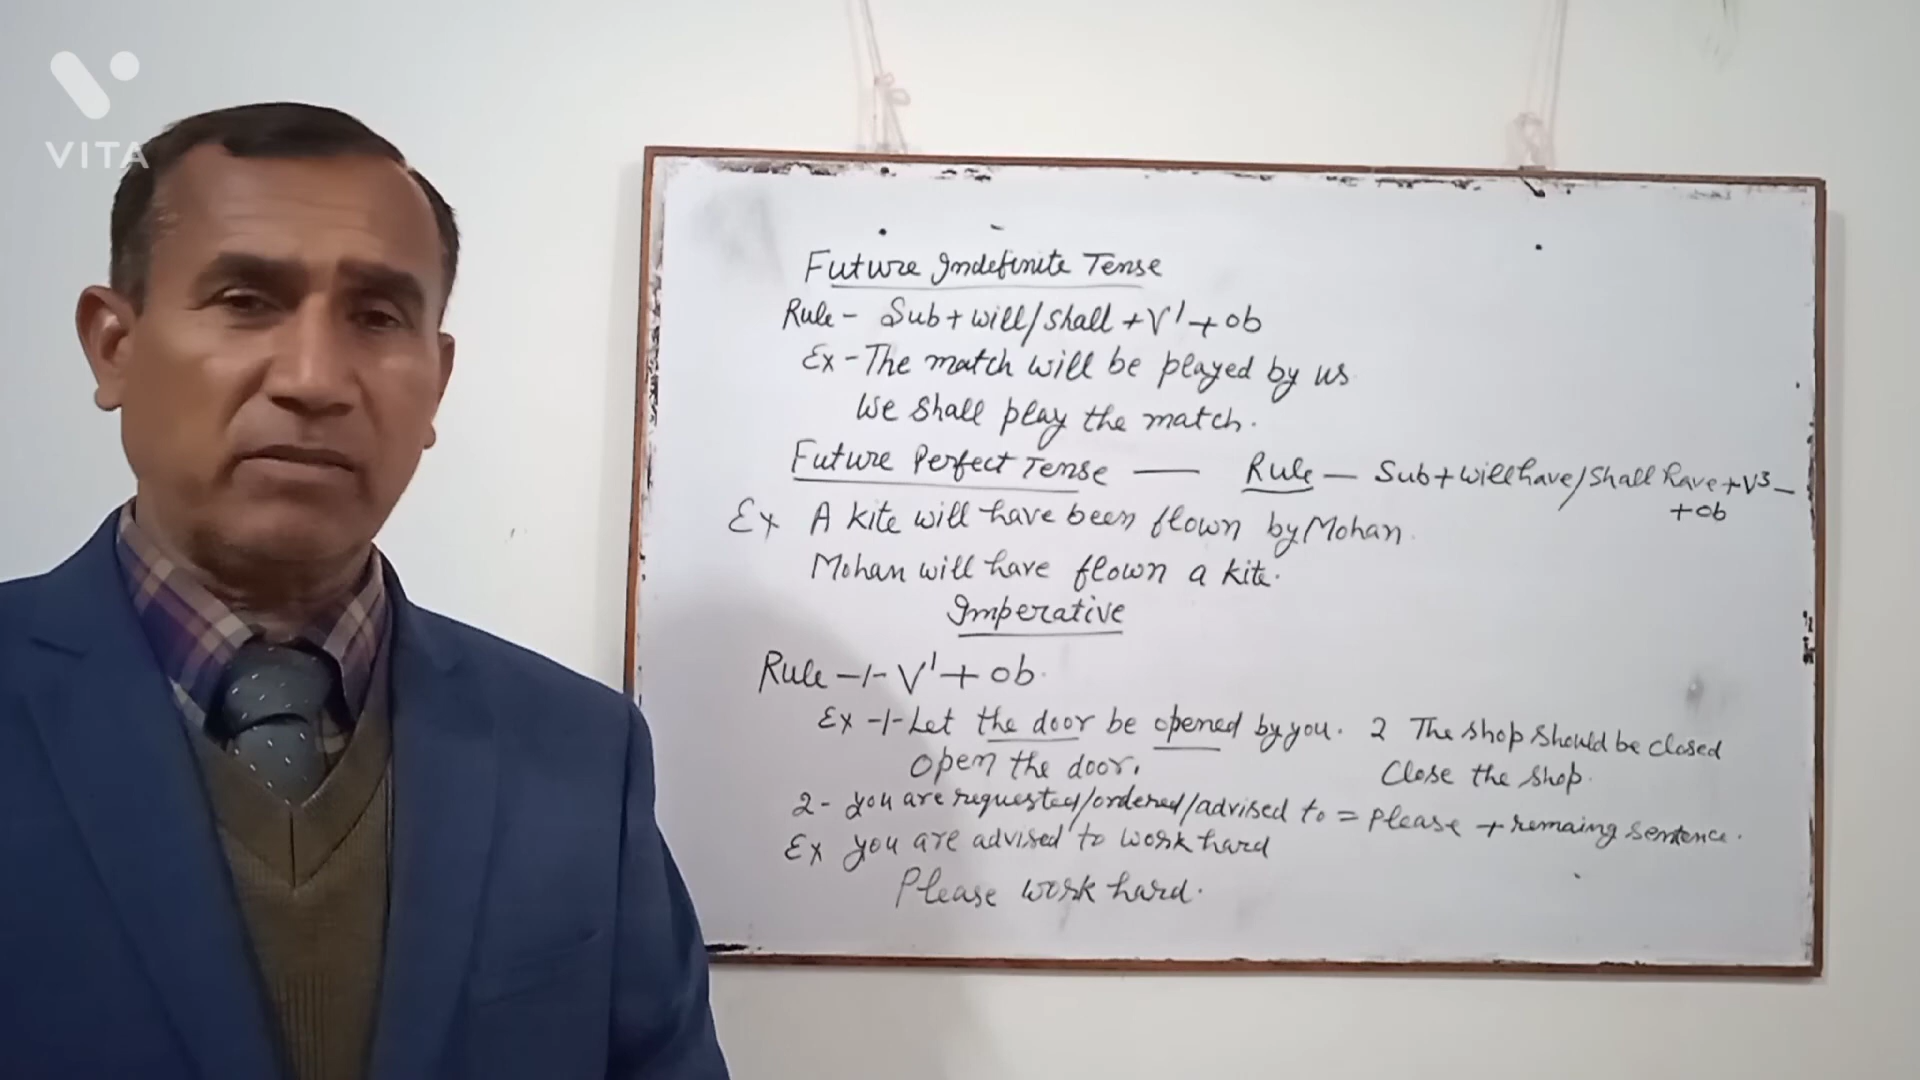 VITA
Future Indefinite Tense
Rule - Sub + will/shall + V¹ + ob
Ex - The match will be played by us.
We shall play the match.
Future Perfect Tense — Rule — Sub + will have/shall have + V³ —
+ ob
Ex A kite will have been flown by Mohan.
Mohan will have flown a kite.
Imperative
Rule -1- V¹ + ob.
Ex -1- Let the door be opened by you. 2 The shop should be closed
Open the door. Close the shop.
2 - you are requested/ordered/advised to = please + remaing sentence.
Ex you are advised to work hard
Please work hard.